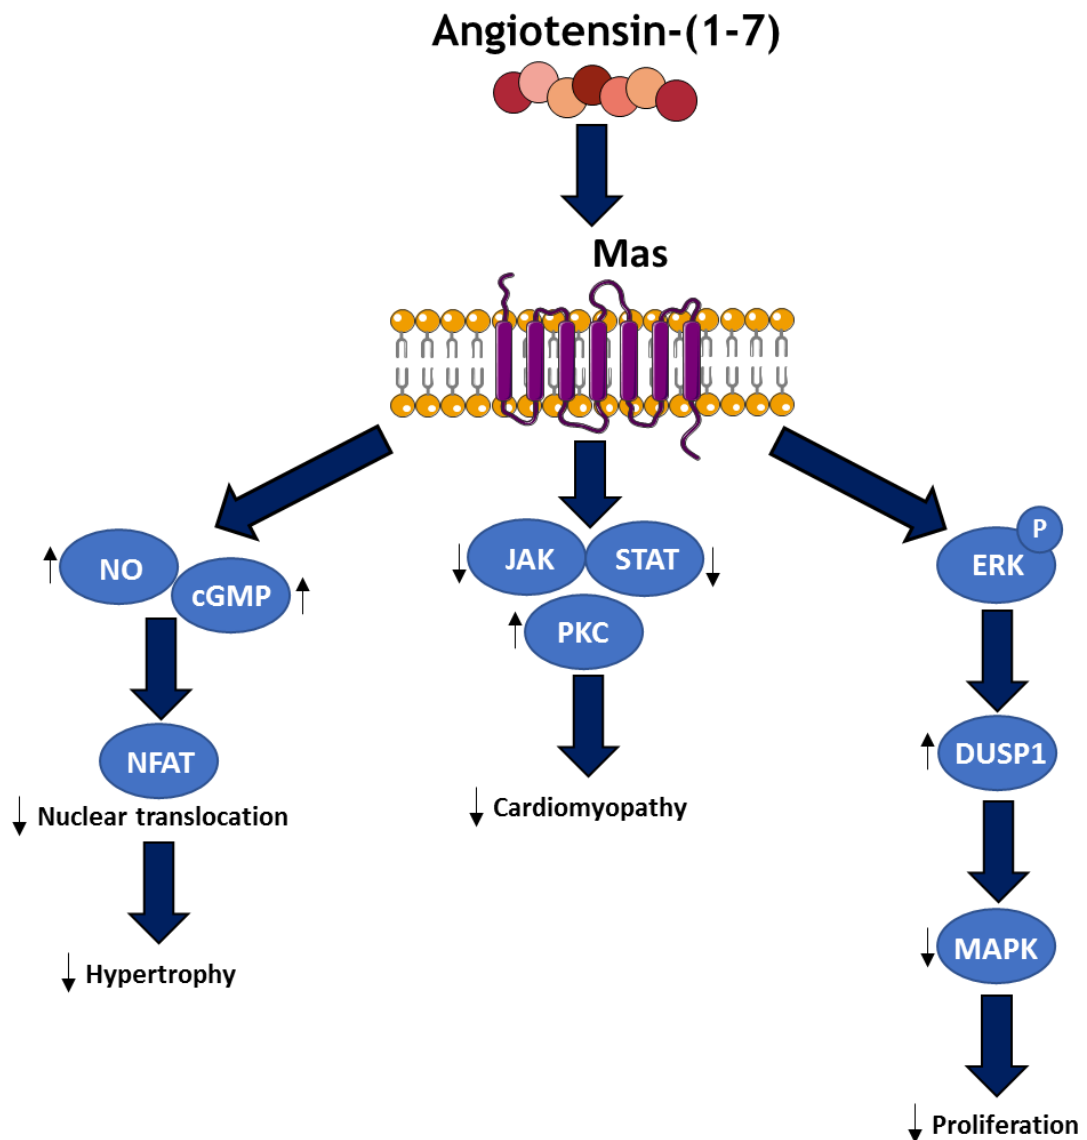 Angiotensin-(1-7)
Mas
NO
cGMP
NFAT
↓ Nuclear translocation
↓ Hypertrophy
JAK
STAT
PKC
↓ Cardiomyopathy
P
ERK
DUSP1
MAPK
↓ Proliferation